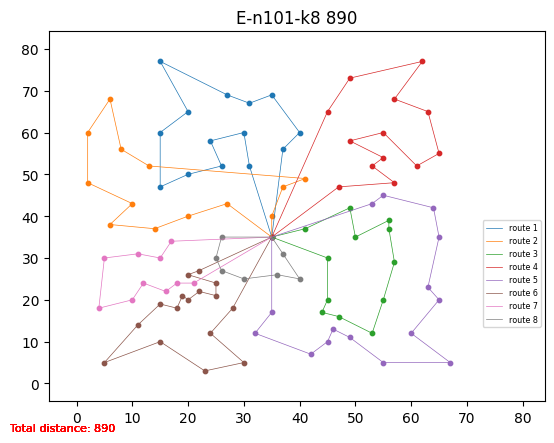 E-n101-k8 890
80
70
60
50
40
30
20
10
0
0 10 20 30 40 50 60 70 80
route 1
route 2
route 3
route 4
route 5
route 6
route 7
route 8
Total distance: 890